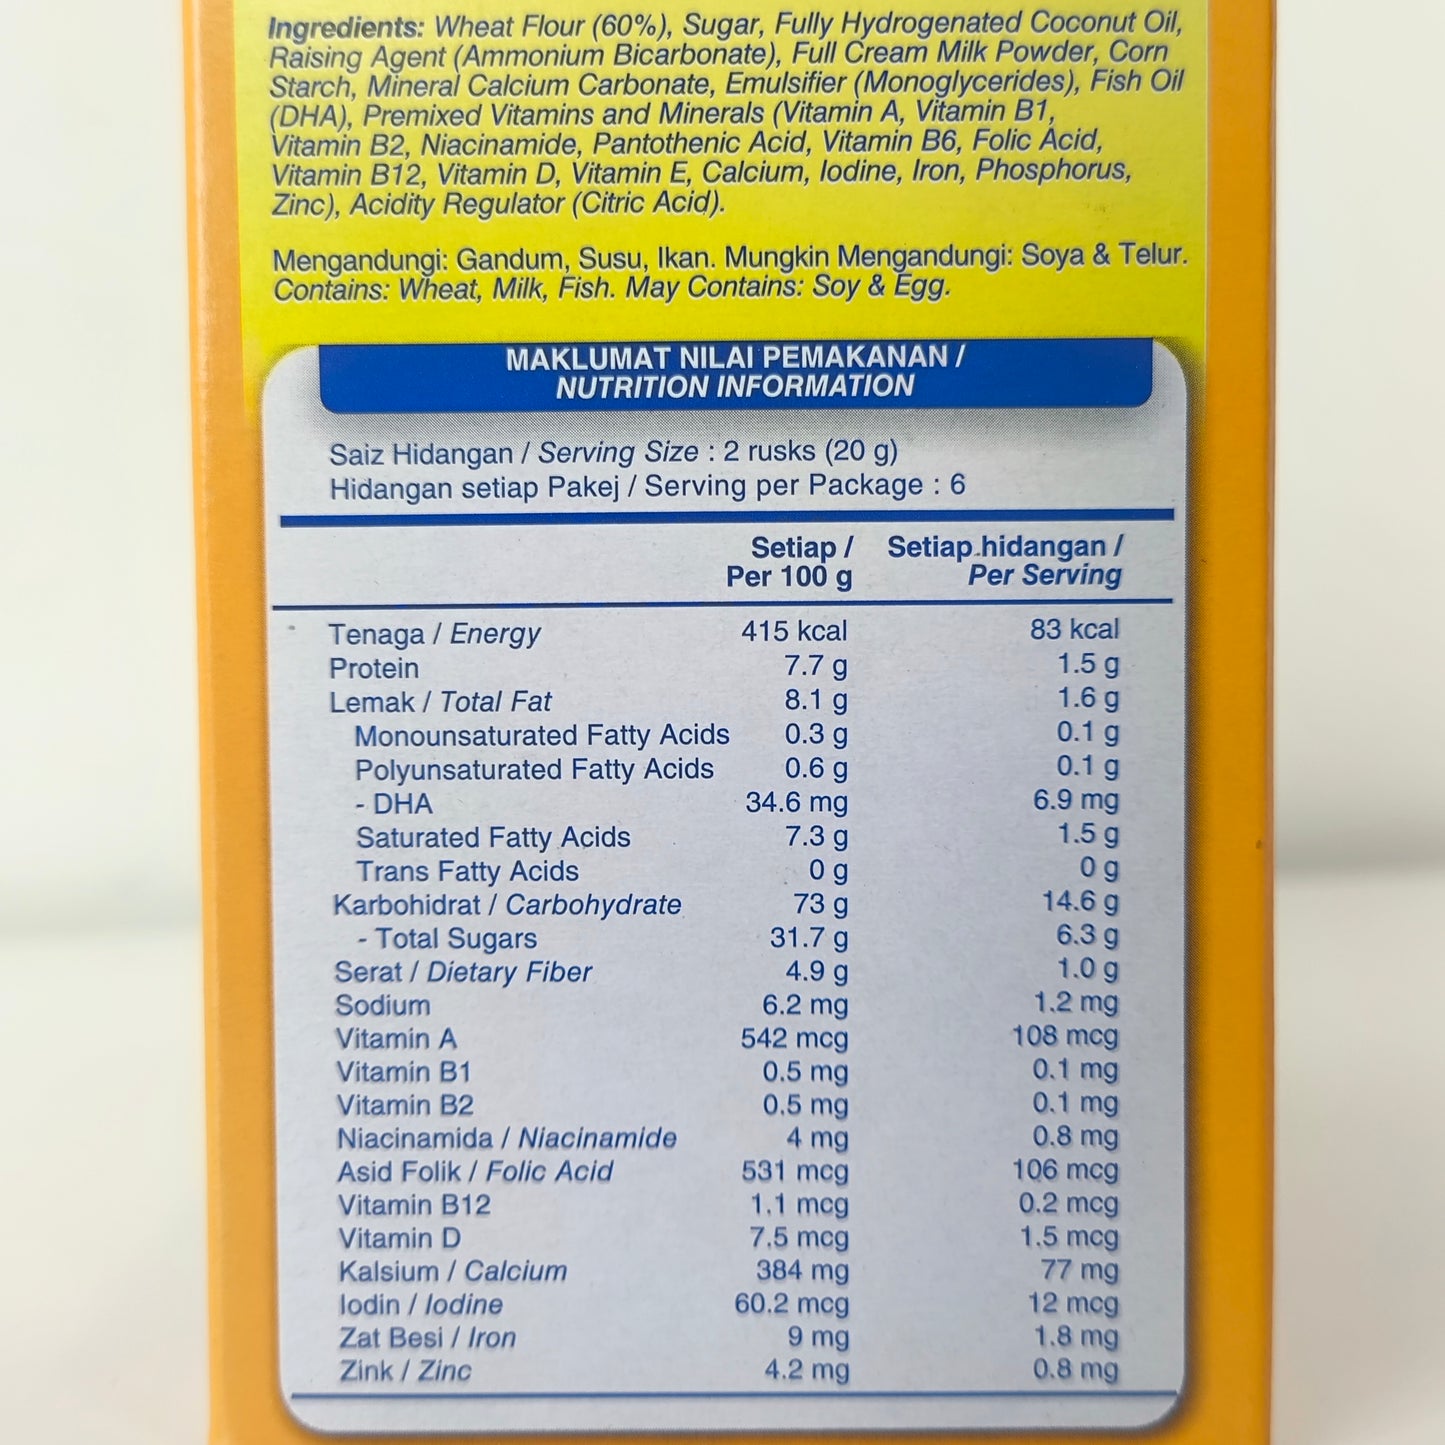 Ingredients: Wheat Flour (60%), Sugar, Fully Hydrogenated Coconut Oil,
Raising Agent (Ammonium Bicarbonate), Full Cream Milk Powder, Corn
Starch, Mineral Calcium Carbonate, Emulsifier (Monoglycerides), Fish Oil
(DHA), Premixed Vitamins and Minerals (Vitamin A, Vitamin B1,
Vitamin B2, Niacinamide, Pantothenic Acid, Vitamin B6, Folic Acid,
Vitamin B12, Vitamin D, Vitamin E, Calcium, Iodine, Iron, Phosphorus,
Zinc), Acidity Regulator (Citric Acid).
Mengandungi: Gandum, Susu, Ikan. Mungkin Mengandungi: Soya & Telur.
Contains: Wheat, Milk, Fish. May Contains: Soy & Egg.
MAKLUMAT NILAI PEMAKANAN /
NUTRITION INFORMATION
Saiz Hidangan / Serving Size : 2 rusks (20 g)
Hidangan setiap Pakej / Serving per Package : 6
Setiap / Setiap hidangan /
Per 100 g Per Serving
Tenaga / Energy 415 kcal 83 kcal
Protein 7.7 g 1.5 g
Lemak / Total Fat 8.1 g 1.6 g
Monounsaturated Fatty Acids 0.3 g 0.1 g
Polyunsaturated Fatty Acids 0.6 g 0.1 g
- DHA 34.6 mg 6.9 mg
Saturated Fatty Acids 7.3 g 1.5 g
Trans Fatty Acids 0 g 0 g
Karbohidrat / Carbohydrate 73 g 14.6 g
- Total Sugars 31.7 g 6.3 g
Serat / Dietary Fiber 4.9 g 1.0 g
Sodium 6.2 mg 1.2 mg
Vitamin A 542 mcg 108 mcg
Vitamin B1 0.5 mg 0.1 mg
Vitamin B2 0.5 mg 0.1 mg
Niacinamida / Niacinamide 4 mg 0.8 mg
Asid Folik / Folic Acid 531 mcg 106 mcg
Vitamin B12 1.1 mcg 0.2 mcg
Vitamin D 7.5 mcg 1.5 mcg
Kalsium / Calcium 384 mg 77 mg
Iodin / Iodine 60.2 mcg 12 mcg
Zat Besi / Iron 9 mg 1.8 mg
Zink / Zinc 4.2 mg 0.8 mg